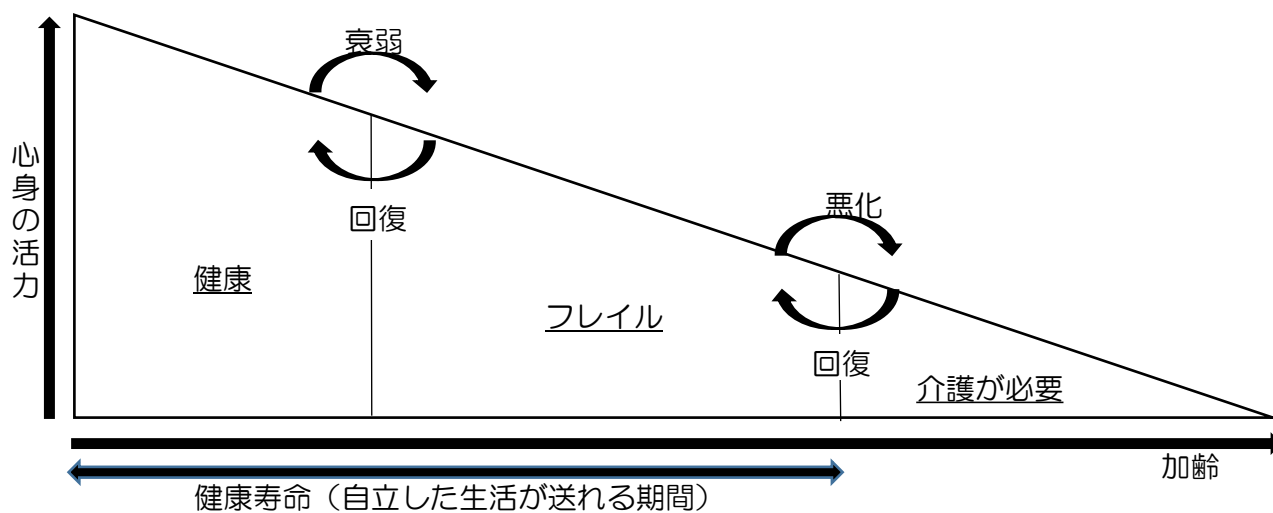 心身の活力
衰弱
回復
健康
フレイル
悪化
回復
介護が必要
加齢
健康寿命（自立した生活が送れる期間）